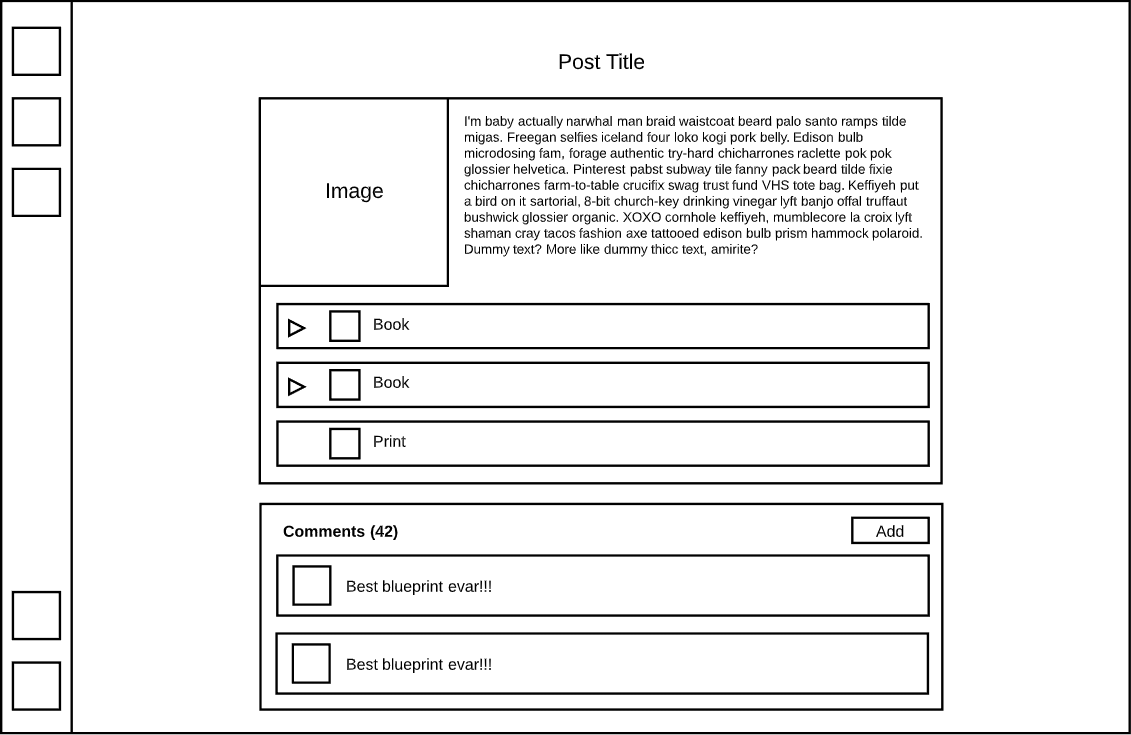 Post Title
Image
I'm baby actually narwhal man braid waistcoat beard palo santo ramps tilde
migas. Freegan selfies iceland four loko kogi pork belly. Edison bulb
microdosing fam, forage authentic try-hard chicharrones raclette pok pok
glossier helvetica. Pinterest pabst subway tile fanny pack beard tilde fixie
chicharrones farm-to-table crucifix swag trust fund VHS tote bag. Keffiyeh put
a bird on it sartorial, 8-bit church-key drinking vinegar lyft banjo offal truffaut
bushwick glossier organic. XOXO cornhole keffiyeh, mumblecore la croix lyft
shaman cray tacos fashion axe tattooed edison bulb prism hammock polaroid.
Dummy text? More like dummy thicc text, amirite?
Book
Book
Print
Comments (42)
Add
Best blueprint evar!!!
Best blueprint evar!!!